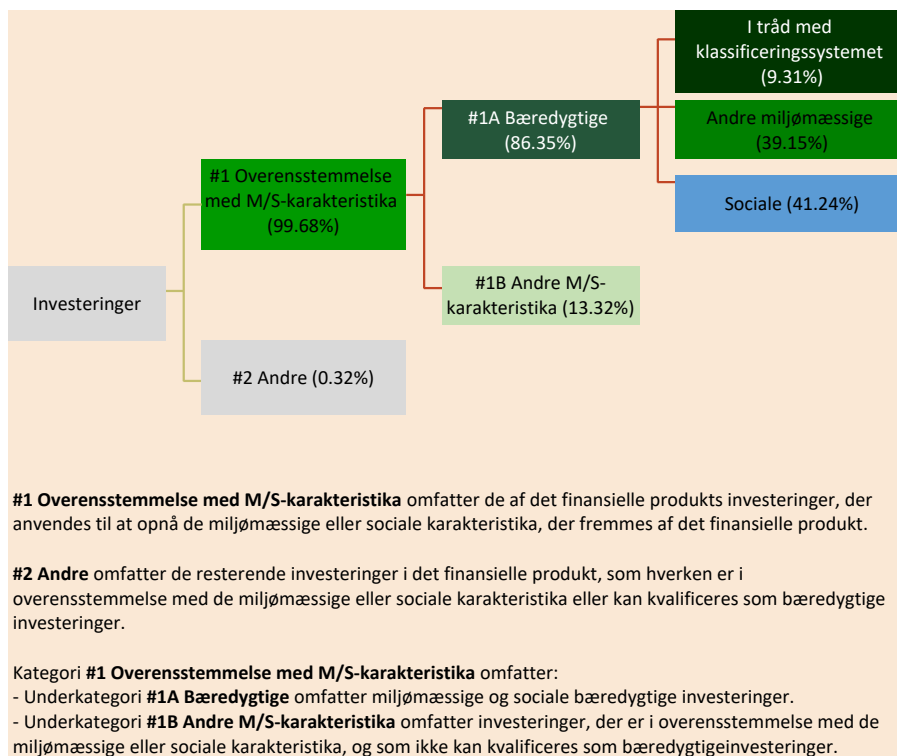 I tråd med
klassificeringssystemet
(9.31%)
#1A Bæredygtige
(86.35%)
Andre miljømæssige
(39.15%)
#1 Overensstemmelse
med M/S-karakteristika
(99.68%)
Sociale (41.24%)
#1B Andre M/S-
karakteristika (13.32%)
Investeringer
#2 Andre (0.32%)
#1 Overensstemmelse med M/S-karakteristika omfatter de af det finansielle produkts investeringer, der
anvendes til at opnå de miljømæssige eller sociale karakteristika, der fremmes af det finansielle produkt.
#2 Andre omfatter de resterende investeringer i det finansielle produkt, som hverken er i
overensstemmelse med de miljømæssige eller sociale karakteristika eller kan kvalificeres som bæredygtige
investeringer.
Kategori #1 Overensstemmelse med M/S-karakteristika omfatter:
- Underkategori #1A Bæredygtige omfatter miljømæssige og sociale bæredygtige investeringer.
- Underkategori #1B Andre M/S-karakteristika omfatter investeringer, der er i overensstemmelse med de
miljømæssige eller sociale karakteristika, og som ikke kan kvalificeres som bæredygtigeinvesteringer.